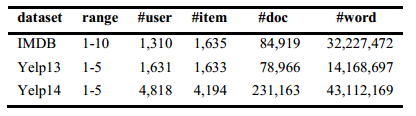 dataset range #user #item #doc #word
IMDB 1-10 1,310 1,635 84,919 32,227,472
Yelp13 1-5 1,631 1,633 78,966 14,168,697
Yelp14 1-5 4,818 4,194 231,163 43,112,169